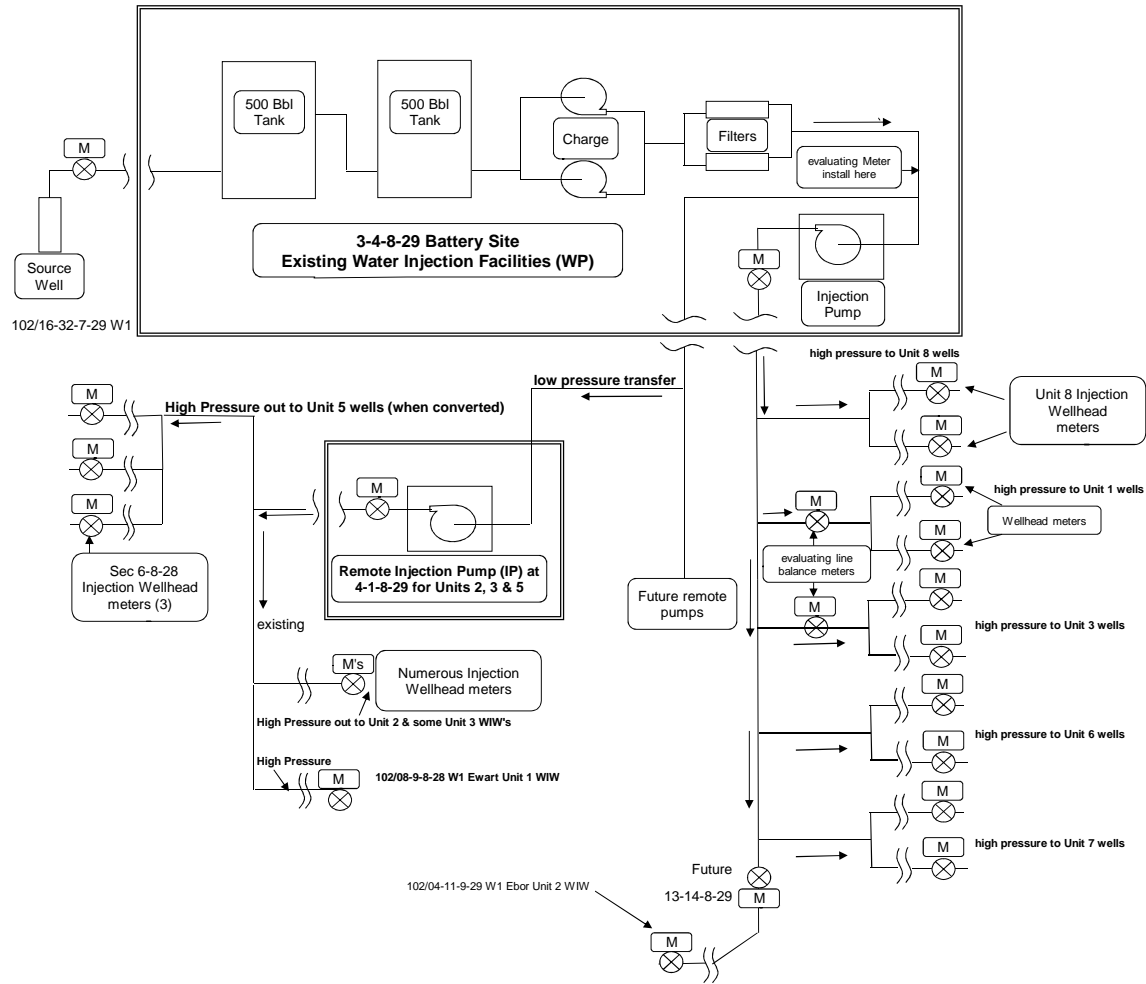 500 Bbl
Tank
500 Bbl
Tank
Charge
Filters
evaluating Meter
install here
M
Source
Well
102/16-32-7-29 W1
3-4-8-29 Battery Site
Existing Water Injection Facilities (WP)
M
Injection
Pump
high pressure to Unit 8 wells
low pressure transfer
M
M
Unit 8 Injection
Wellhead
meters
M
High Pressure out to Unit 5 wells (when converted)
M
M
M
Remote Injection Pump (IP) at
4-1-8-29 for Units 2, 3 & 5
Sec 6-8-28
Injection Wellhead
meters (3)
existing
M
M
high pressure to Unit 1 wells
Wellhead meters
M
evaluating line
balance meters
M
Future remote
pumps
M
M
high pressure to Unit 3 wells
M's
Numerous Injection
Wellhead meters
High Pressure out to Unit 2 & some Unit 3 WIW's
M
M
high pressure to Unit 6 wells
High Pressure
M
102/08-9-8-28 W1 Ewart Unit 1 WIW
M
M
high pressure to Unit 7 wells
Future
13-14-8-29
M
102/04-11-9-29 W1 Ebor Unit 2 WIW
M